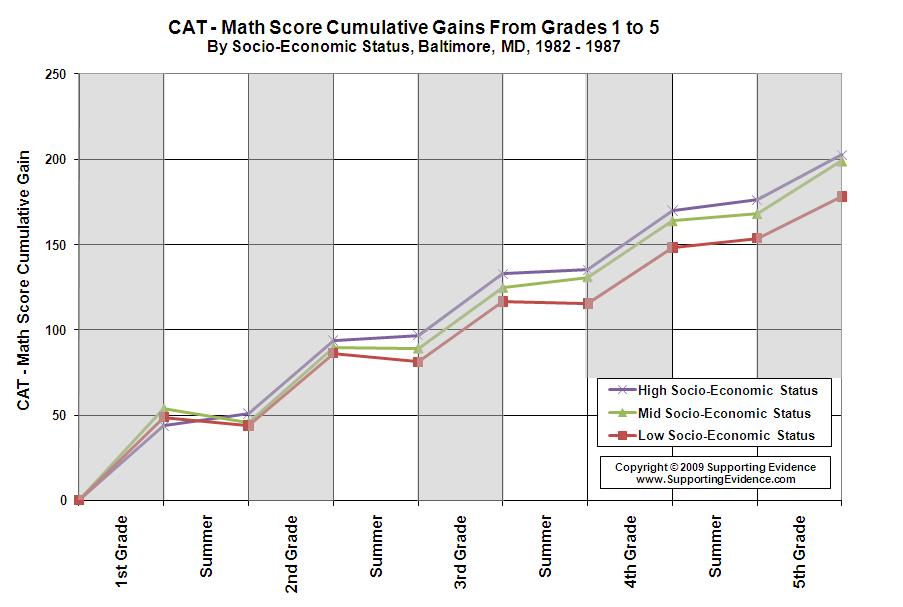 CAT - Math Score Cumulative Gains From Grades 1 to 5
By Socio-Economic Status, Baltimore, MD, 1982 - 1987
CAT - Math Score Cumulative Gain
250
200
150
100
50
0
High Socio-Economic Status
Mid Socio-Economic Status
Low Socio-Economic Status
Copyright © 2009 Supporting Evidence
www.SupportingEvidence.com
1st Grade
Summer
2nd Grade
Summer
3rd Grade
Summer
4th Grade
Summer
5th Grade